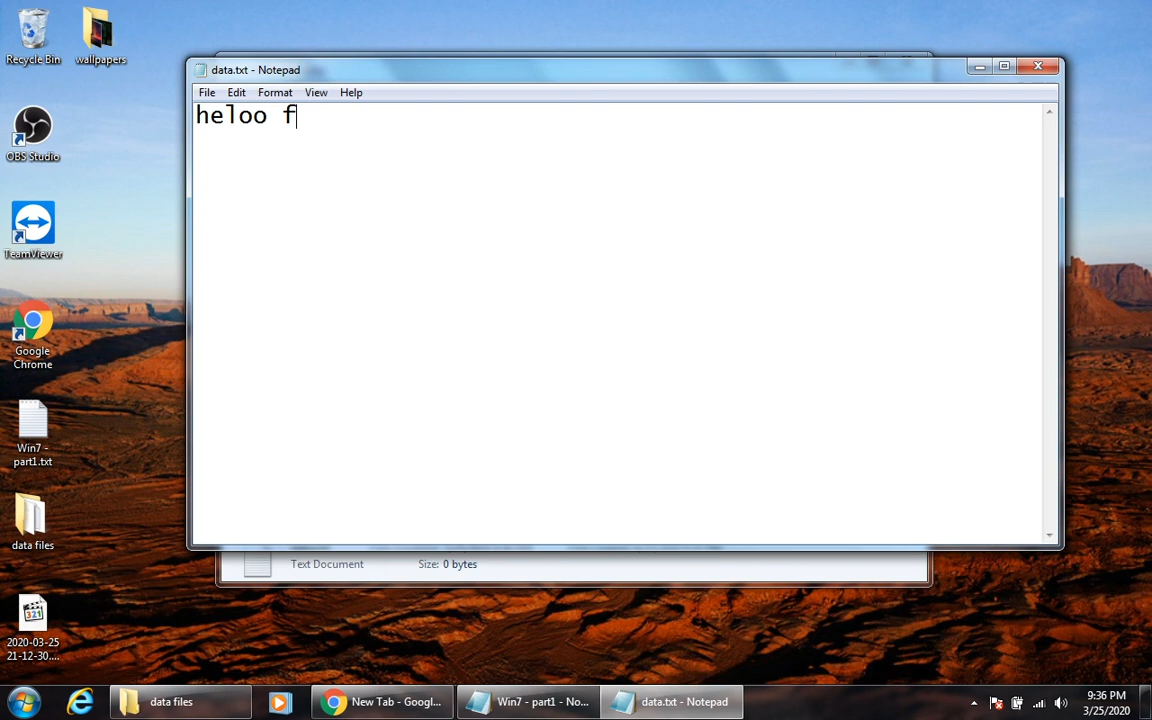 Recycle Bin
wallpapers
OBS Studio
TeamViewer
Google
Chrome
Win7 -
part1.txt
data files
2020-03-25
21-12-30....
data.txt - Notepad
File Edit Format View Help
heloo f
Text Document Size: 0 bytes
data files
New Tab - Googl...
Win7 - part1 - No...
data.txt - Notepad
9:36 PM
3/25/2020
321